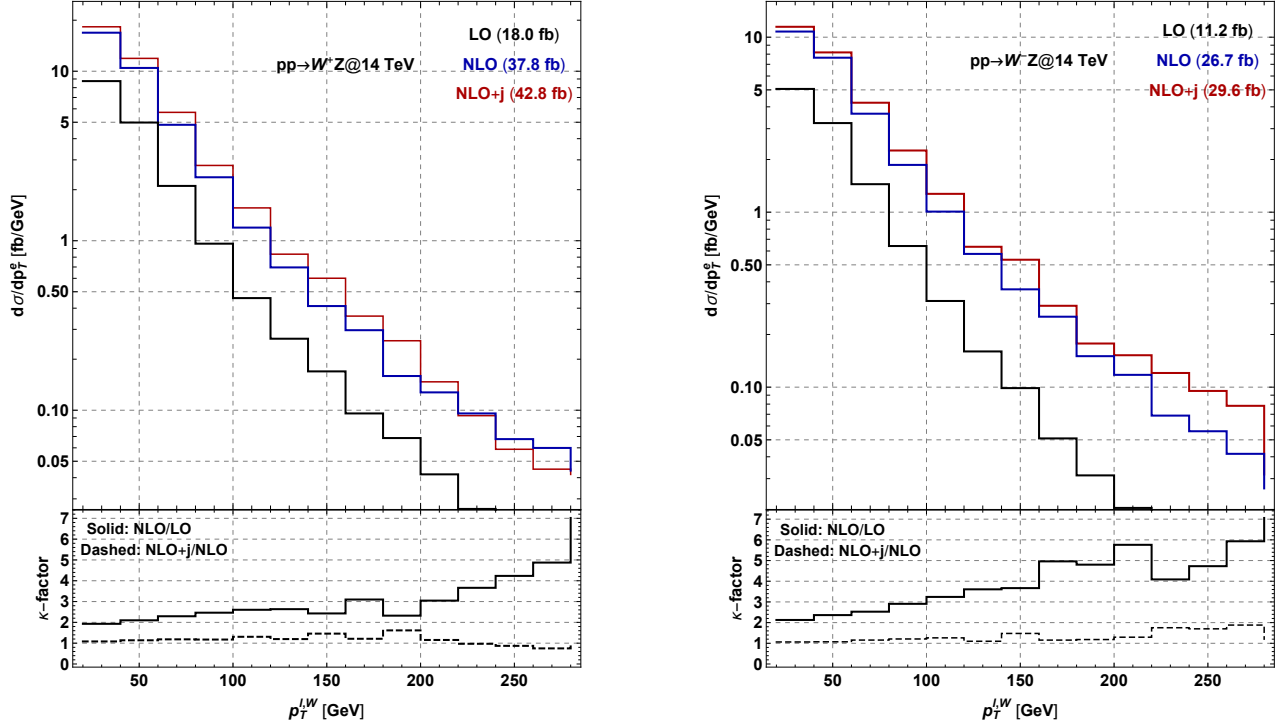 LO (18.0 fb)
pp→W⁺Z@14 TeV
NLO (37.8 fb)
NLO+j (42.8 fb)
10
5
1
0.50
0.10
0.05
dσ/dp_T^e [fb/GeV]
Solid: NLO/LO
Dashed: NLO+j/NLO
7
6
5
4
3
2
1
0
κ-factor
50 100 150 200 250
p_T^{l,W} [GeV]
LO (11.2 fb)
pp→W⁻Z@14 TeV
NLO (26.7 fb)
NLO+j (29.6 fb)
10
5
1
0.50
0.10
0.05
dσ/dp_T^e [fb/GeV]
Solid: NLO/LO
Dashed: NLO+j/NLO
7
6
5
4
3
2
1
0
κ-factor
50 100 150 200 250
p_T^{l,W} [GeV]